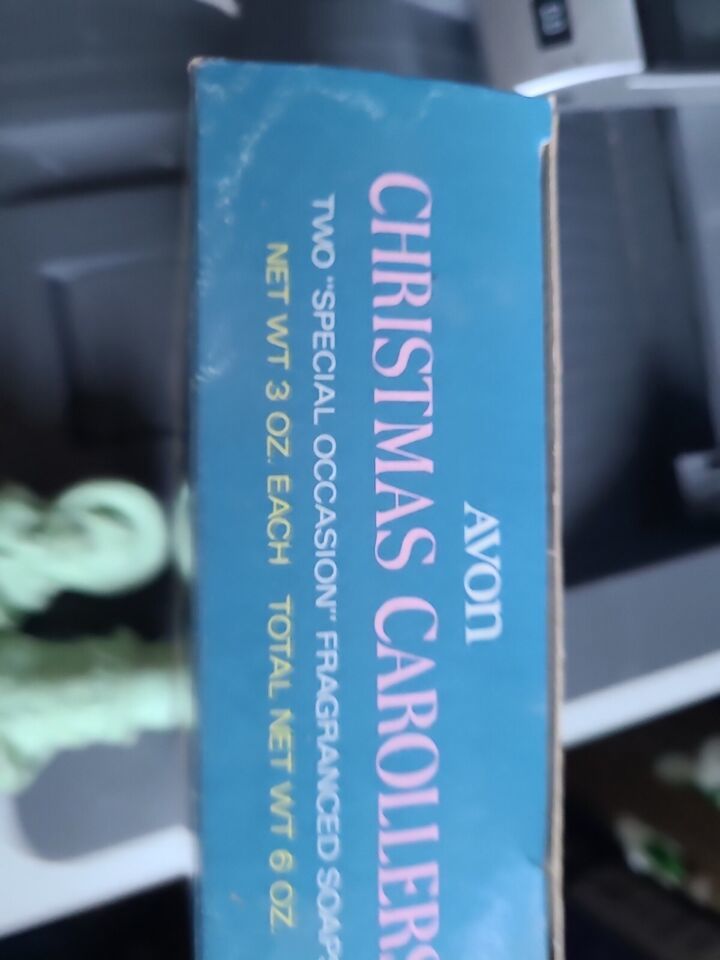 AVON
CHRISTMAS CAROLLERS
TWO "SPECIAL OCCASION" FRAGRANCED SOAPS
NET WT 3 OZ. EACH TOTAL NET WT 6 OZ.